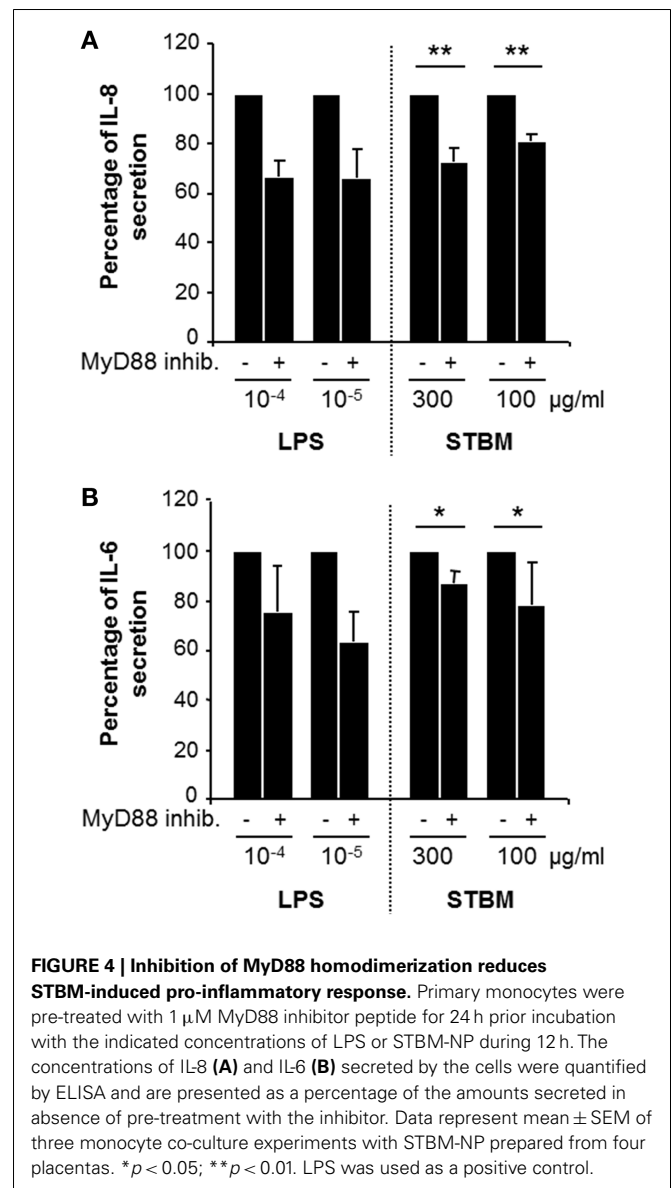 A
Percentage of IL-8
secretion
120
100
80
60
40
20
0
** **
MyD88 inhib. - + - + - + - +
10-4 10-5 300 100 µg/ml
LPS STBM
B
Percentage of IL-6
secretion
120
100
80
60
40
20
0
* *
MyD88 inhib. - + - + - + - +
10-4 10-5 300 100 µg/ml
LPS STBM
FIGURE 4 | Inhibition of MyD88 homodimerization reduces
STBM-induced pro-inflammatory response. Primary monocytes were
pre-treated with 1 µM MyD88 inhibitor peptide for 24 h prior incubation
with the indicated concentrations of LPS or STBM-NP during 12 h. The
concentrations of IL-8 (A) and IL-6 (B) secreted by the cells were quantified
by ELISA and are presented as a percentage of the amounts secreted in
absence of pre-treatment with the inhibitor. Data represent mean ± SEM of
three monocyte co-culture experiments with STBM-NP prepared from four
placentas. *p < 0.05; **p < 0.01. LPS was used as a positive control.